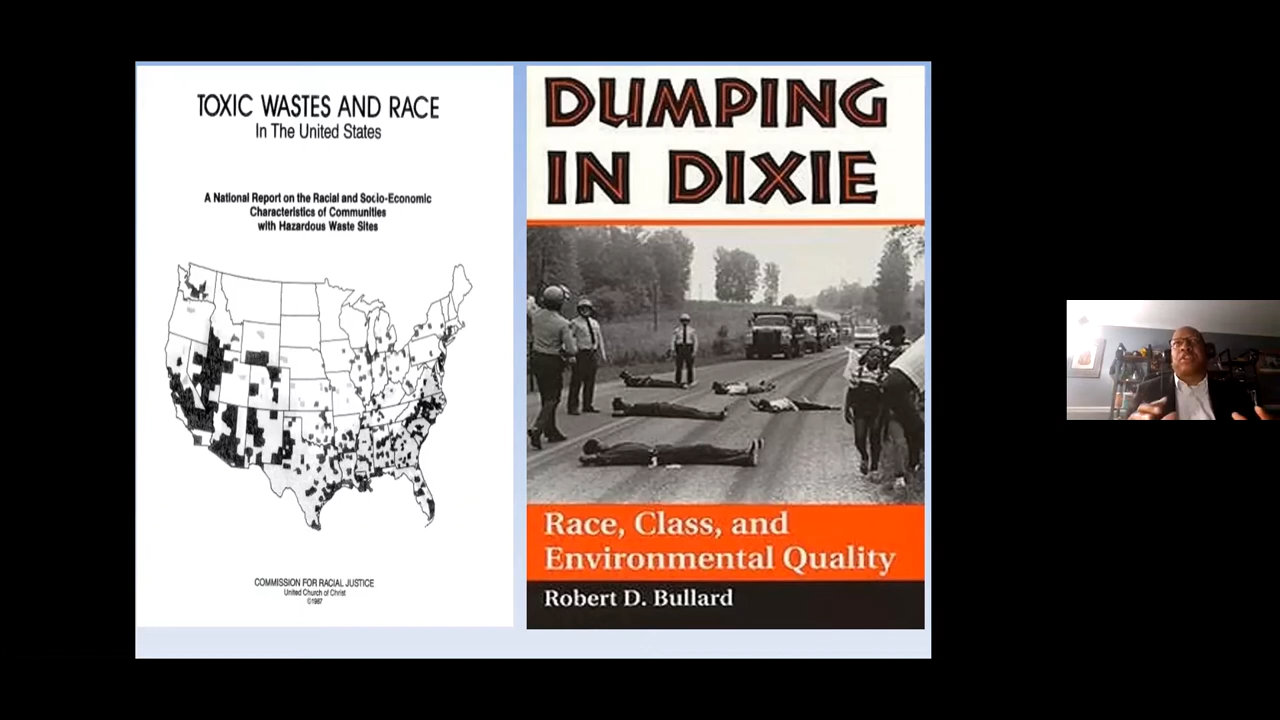 TOXIC WASTES AND RACE
In The United States
A National Report on the Racial and Socio-Economic
Characteristics of Communities
with Hazardous Waste Sites
COMMISSION FOR RACIAL JUSTICE
United Church of Christ
©1987
DUMPING
IN DIXIE
Race, Class, and
Environmental Quality
Robert D. Bullard